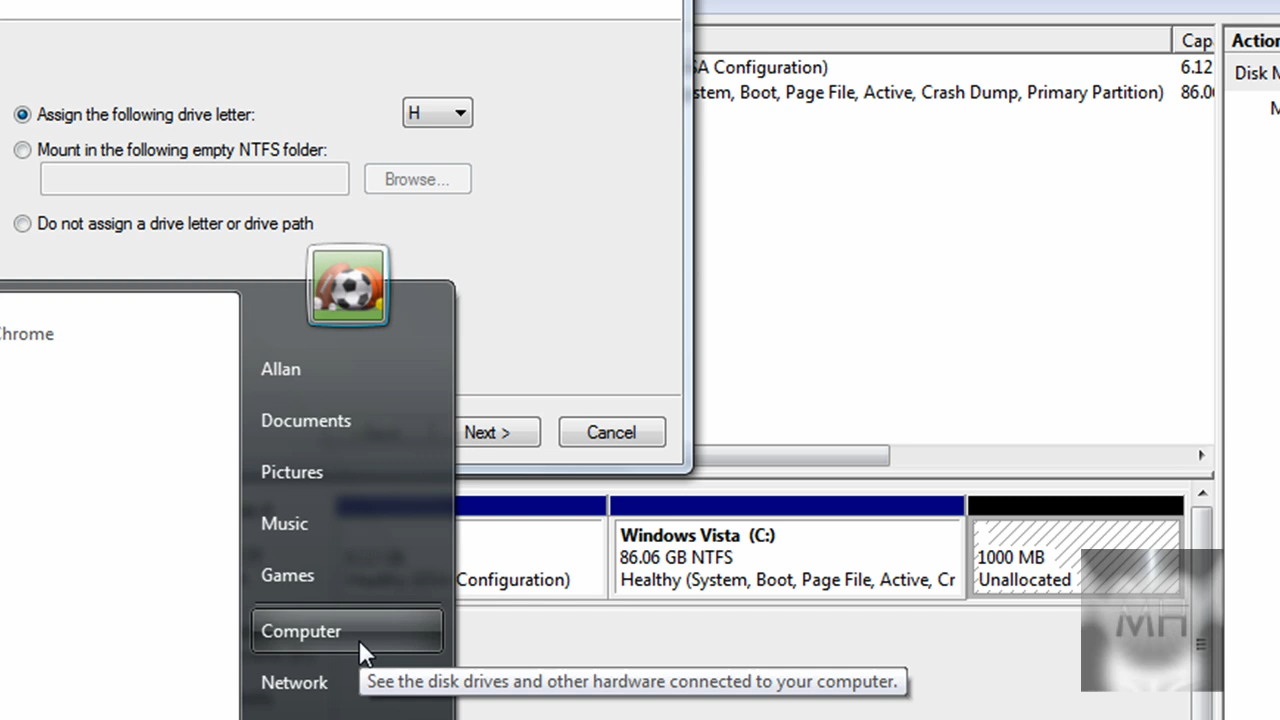 Cap
Action
SA Configuration)
6.12
Disk M
stem, Boot, Page File, Active, Crash Dump, Primary Partition)
86.0
M
Assign the following drive letter:
H
Mount in the following empty NTFS folder:
Browse...
Do not assign a drive letter or drive path
Chrome
Allan
Documents
Next >
Cancel
Pictures
Music
Games
Computer
Network
See the disk drives and other hardware connected to your computer.
Configuration)
Windows Vista (C:)
86.06 GB NTFS
Healthy (System, Boot, Page File, Active, Cr
1000 MB
Unallocated
MH